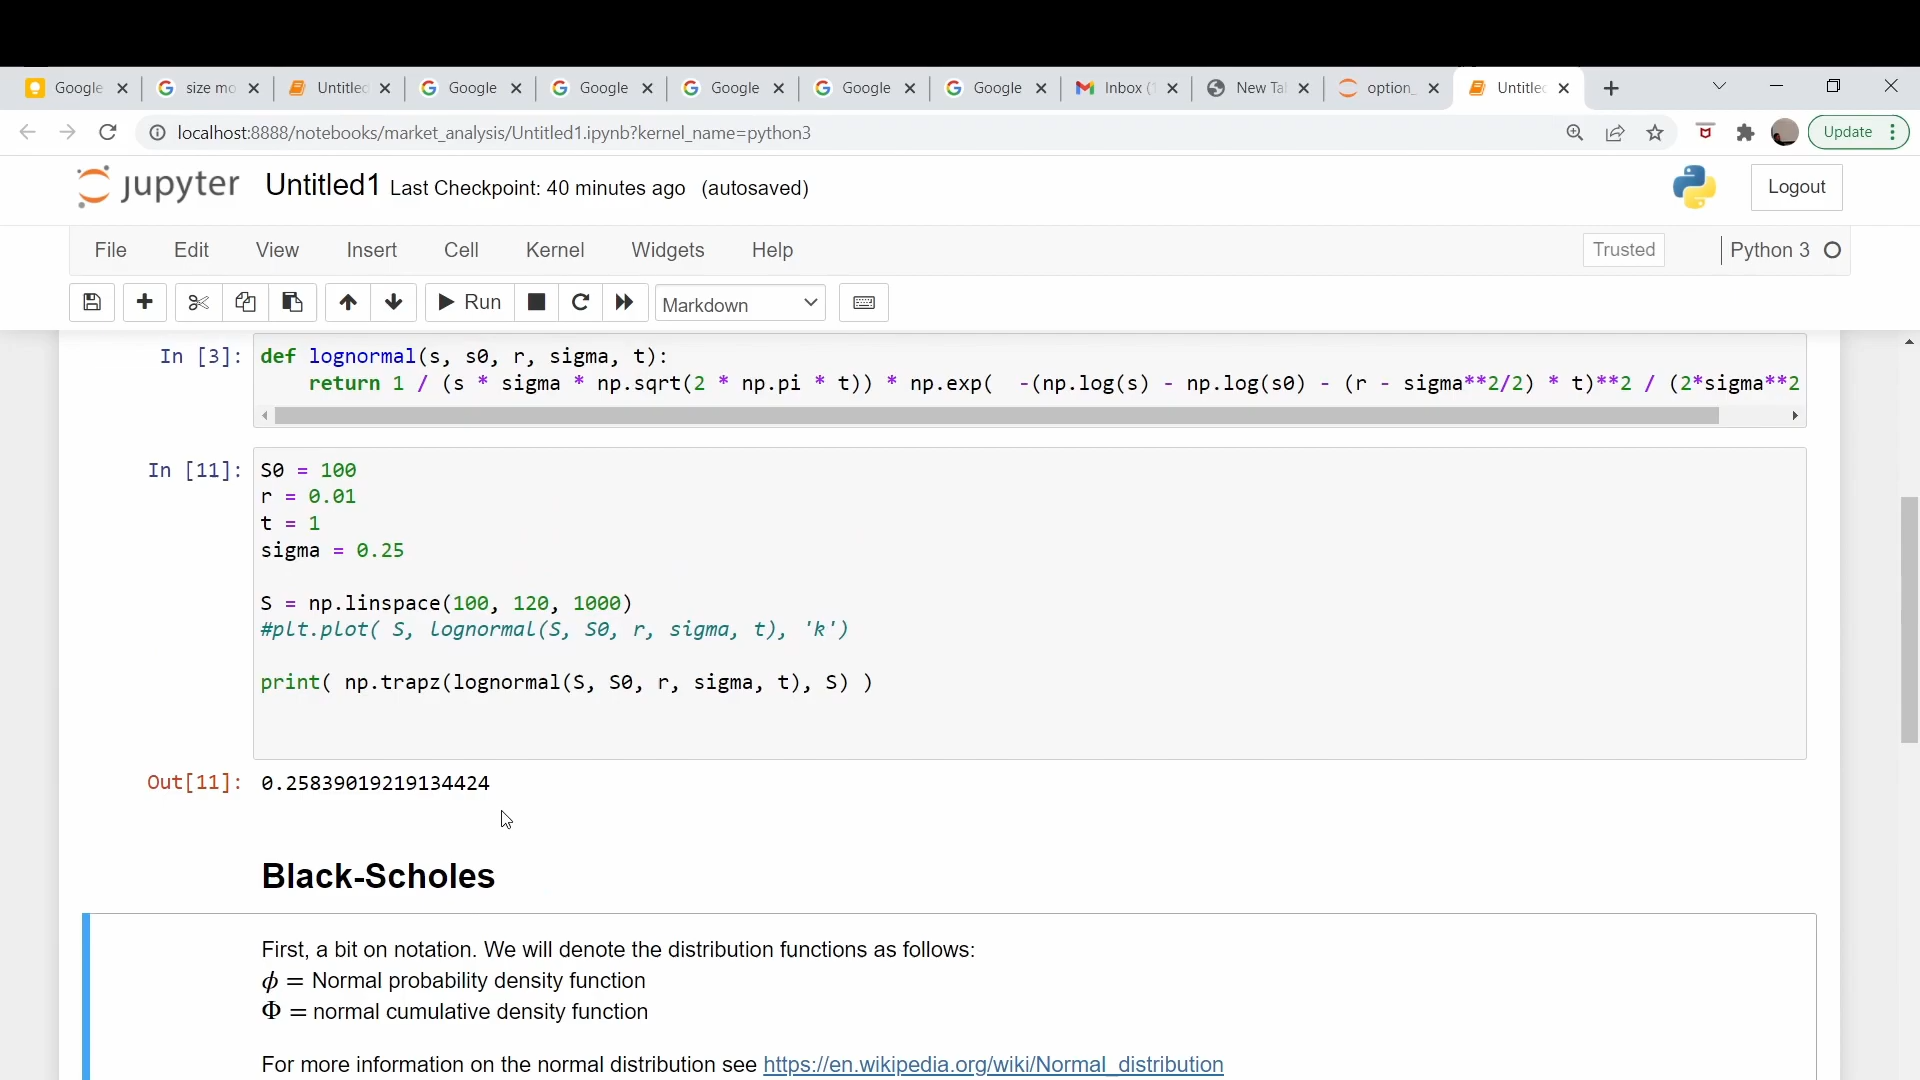 Google
size mo
Untitled
Google
Google
Google
Google
Google
Inbox (1
New Ta
option_
Untitled
localhost:8888/notebooks/market_analysis/Untitled1.ipynb?kernel_name=python3
Update
jupyter Untitled1 Last Checkpoint: 40 minutes ago (autosaved)
Logout
File Edit View Insert Cell Kernel Widgets Help
Trusted
Python 3
Run
Markdown
In [3]: def lognormal(s, s0, r, sigma, t):
return 1 / (s * sigma * np.sqrt(2 * np.pi * t)) * np.exp(  -(np.log(s) - np.log(s0) - (r - sigma**2/2) * t)**2 / (2*sigma**2
In [11]: S0 = 100
r = 0.01
t = 1
sigma = 0.25
S = np.linspace(100, 120, 1000)
#plt.plot( S, lognormal(S, S0, r, sigma, t), 'k')
print( np.trapz(lognormal(S, S0, r, sigma, t), S) )
Out[11]: 0.25839019219134424
Black-Scholes
First, a bit on notation. We will denote the distribution functions as follows:
ϕ = Normal probability density function
Φ = normal cumulative density function
For more information on the normal distribution see https://en.wikipedia.org/wiki/Normal_distribution